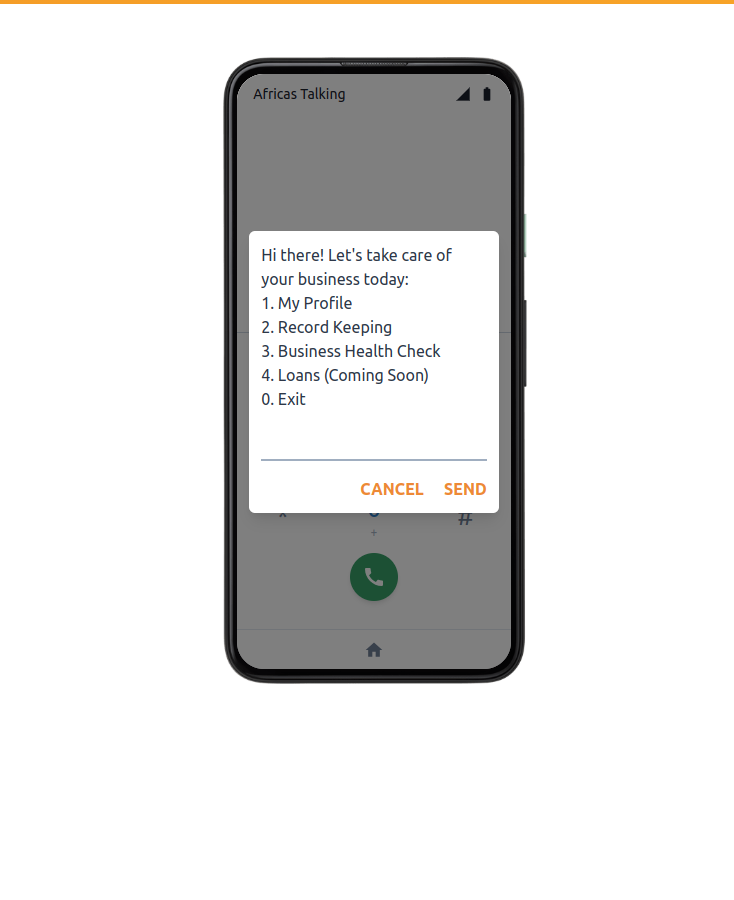 Africas Talking
Hi there! Let's take care of
your business today:
1. My Profile
2. Record Keeping
3. Business Health Check
4. Loans (Coming Soon)
0. Exit
CANCEL SEND
#
+